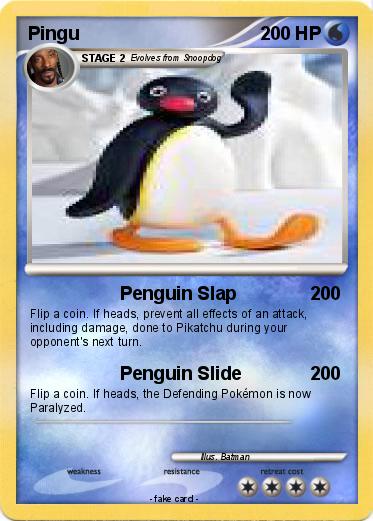 Pingu 200 HP
STAGE 2 Evolves from Snoopdog
Penguin Slap 200
Flip a coin. If heads, prevent all effects of an attack,
including damage, done to Pikatchu during your
opponent's next turn.
Penguin Slide 200
Flip a coin. If heads, the Defending Pokémon is now
Paralyzed.
Illus. Batman
weakness resistance retreat cost
- fake card -